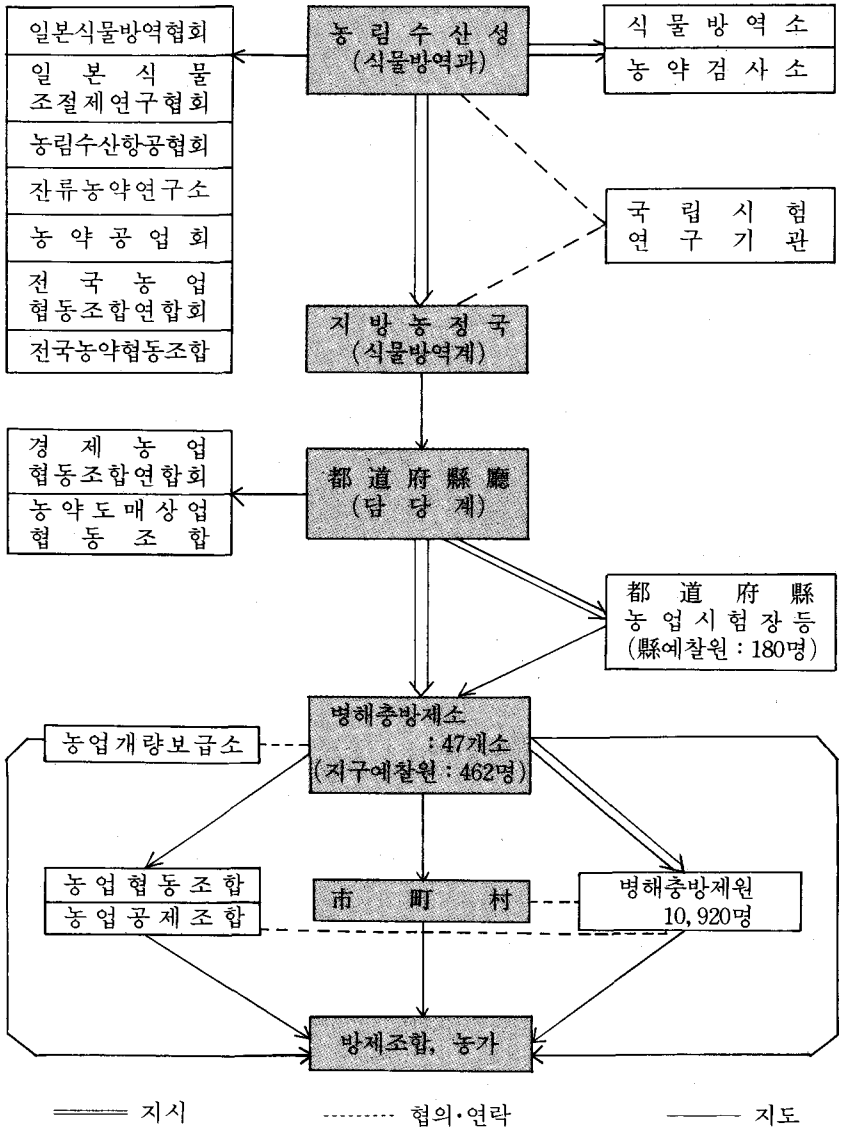 일본식물방역협회
일본식물
조절제연구협회
농림수산항공협회
잔류농약연구소
농약공업회
전국농업
협동조합연합회
전국농약협동조합
농림수산성
(식물방역과)
식물방역소
농약검사소
국립시험
연구기관
지방농정국
(식물방역계)
경제농업
협동조합연합회
농약도매상업
협동조합
都道府縣廳
(담당계)
都道府縣
농업시험장등
(縣예찰원 : 180명)
병해충방제소
: 47개소
(지구예찰원 : 462명)
농업개량보급소
농업협동조합
농업공제조합
市町村
병해충방제원
10,920명
방제조합, 농가
지시
협의·연락
지도